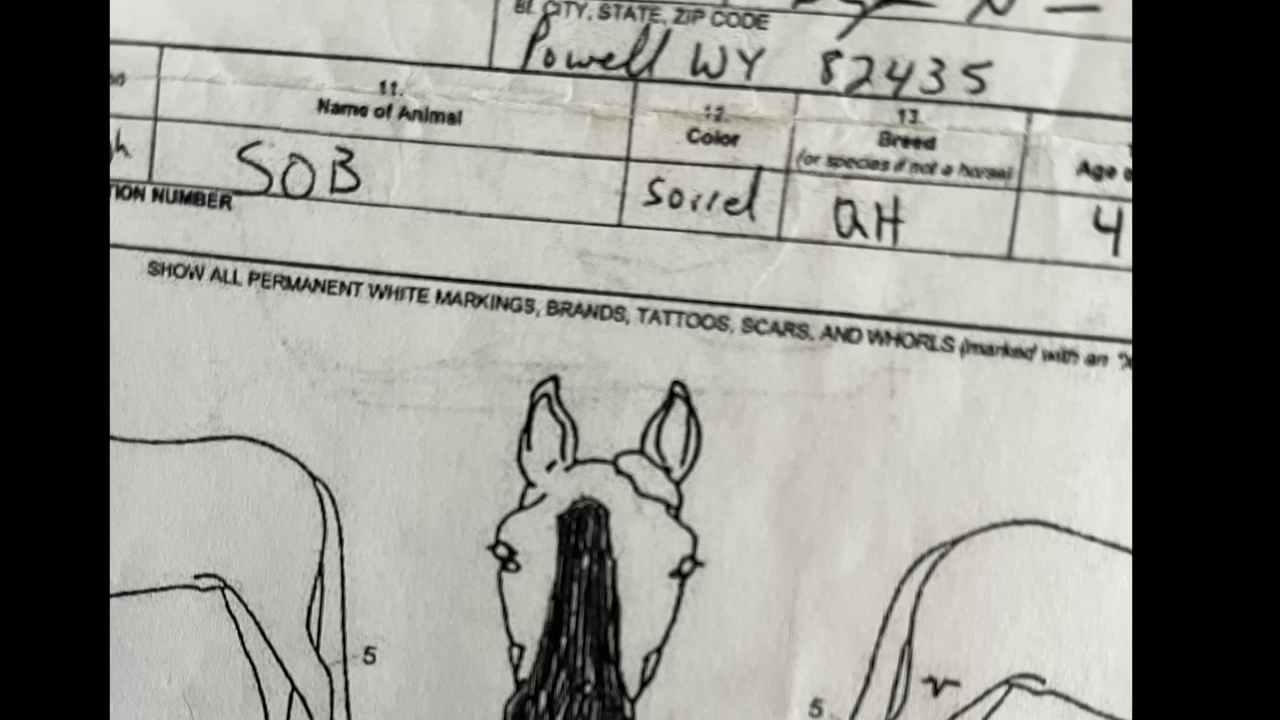 CITY, STATE, ZIP CODE
Powell WY 82435
11.
Name of Animal
12.
Color
13.
Breed
(or species if not a horse)
Age
SOB
Sorrel
QH
4
ION NUMBER
SHOW ALL PERMANENT WHITE MARKINGS, BRANDS, TATTOOS, SCARS, AND WHORLS (marked with an
5
5